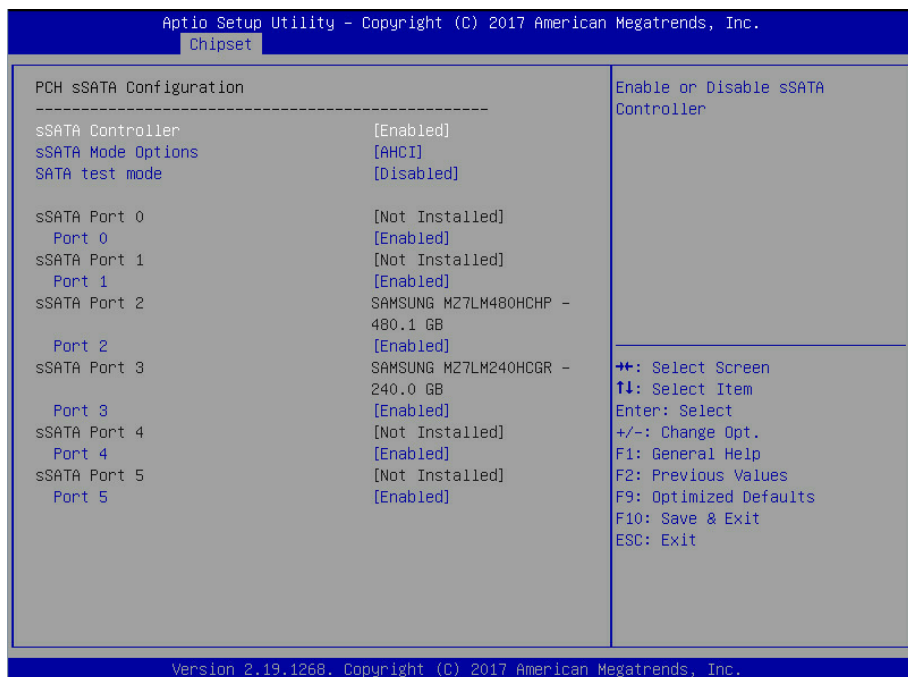 Aptio Setup Utility – Copyright (C) 2017 American Megatrends, Inc.
Chipset
PCH sSATA Configuration
--------------------------------------------------
sSATA Controller [Enabled]
sSATA Mode Options [AHCI]
SATA test mode [Disabled]
sSATA Port 0 [Not Installed]
Port 0 [Enabled]
sSATA Port 1 [Not Installed]
Port 1 [Enabled]
sSATA Port 2 SAMSUNG MZ7LM480HCHP –
480.1 GB
Port 2 [Enabled]
sSATA Port 3 SAMSUNG MZ7LM240HCGR –
240.0 GB
Port 3 [Enabled]
sSATA Port 4 [Not Installed]
Port 4 [Enabled]
sSATA Port 5 [Not Installed]
Port 5 [Enabled]
Enable or Disable sSATA
Controller
→←: Select Screen
↑↓: Select Item
Enter: Select
+/-: Change Opt.
F1: General Help
F2: Previous Values
F9: Optimized Defaults
F10: Save & Exit
ESC: Exit
Version 2.19.1268. Copyright (C) 2017 American Megatrends, Inc.